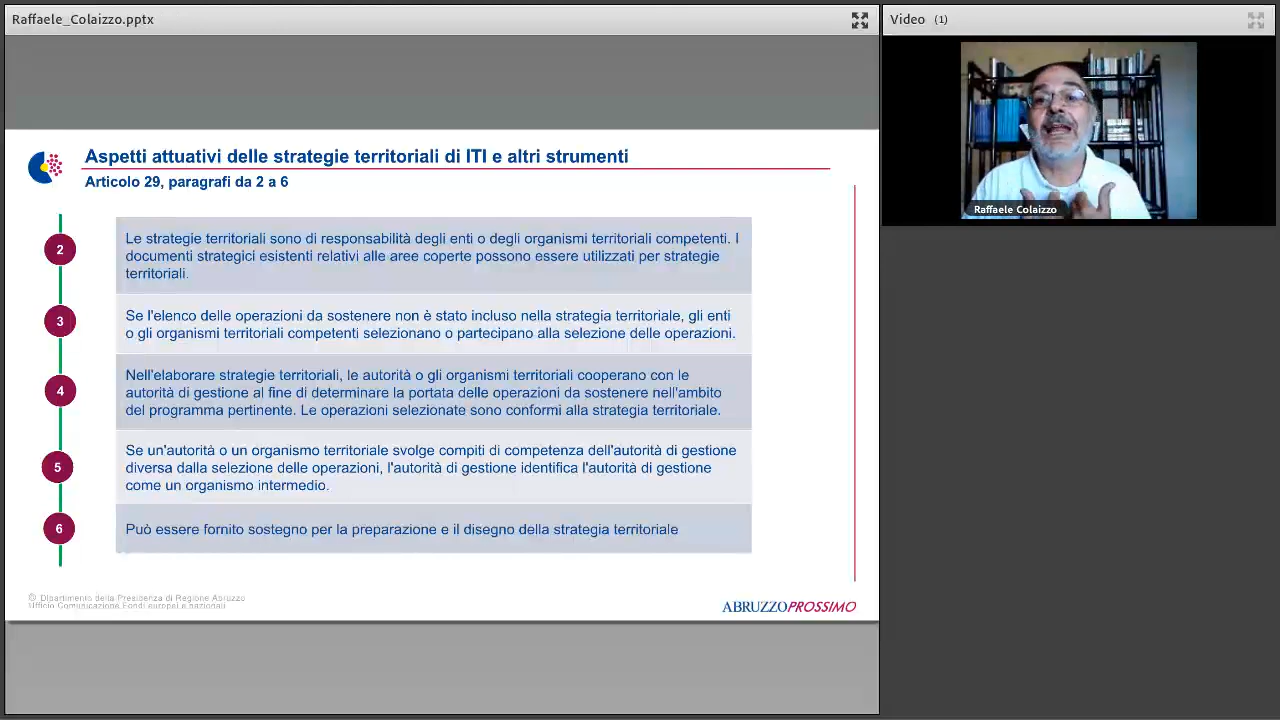 Raffaele_Colaizzo.pptx
Video (1)
Raffaele Colaizzo
Aspetti attuativi delle strategie territoriali di ITI e altri strumenti
Articolo 29, paragrafi da 2 a 6
2
Le strategie territoriali sono di responsabilità degli enti o degli organismi territoriali competenti. I
documenti strategici esistenti relativi alle aree coperte possono essere utilizzati per strategie
territoriali.
3
Se l'elenco delle operazioni da sostenere non è stato incluso nella strategia territoriale, gli enti
o gli organismi territoriali competenti selezionano o partecipano alla selezione delle operazioni.
4
Nell'elaborare strategie territoriali, le autorità o gli organismi territoriali cooperano con le
autorità di gestione al fine di determinare la portata delle operazioni da sostenere nell'ambito
del programma pertinente. Le operazioni selezionate sono conformi alla strategia territoriale.
5
Se un'autorità o un organismo territoriale svolge compiti di competenza dell'autorità di gestione
diversa dalla selezione delle operazioni, l'autorità di gestione identifica l'autorità di gestione
come un organismo intermedio.
6
Può essere fornito sostegno per la preparazione e il disegno della strategia territoriale
© Dipartimento della Presidenza di Regione Abruzzo
Ufficio Comunicazione Fondi europei e nazionali
ABRUZZOPROSSIMO